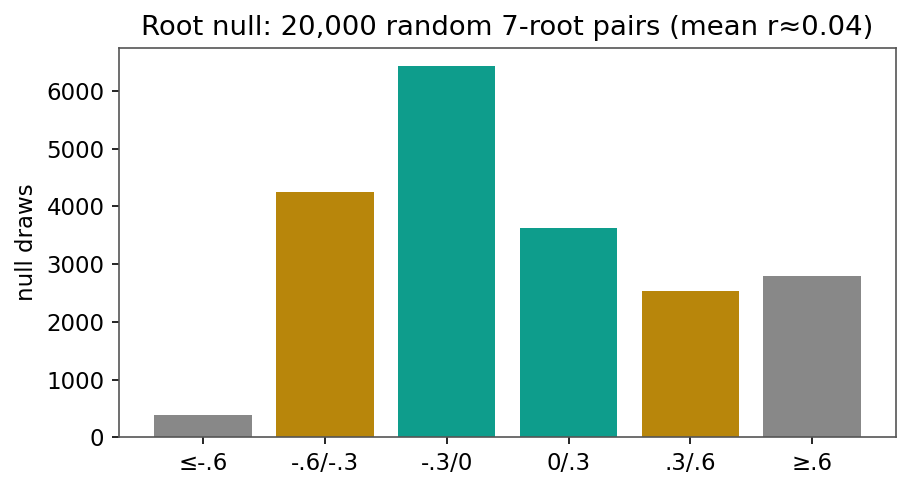 Root null: 20,000 random 7-root pairs (mean r≈0.04)
null draws
6000
5000
4000
3000
2000
1000
0
≤-.6 -.6/-.3 -.3/0 0/.3 .3/.6 ≥.6